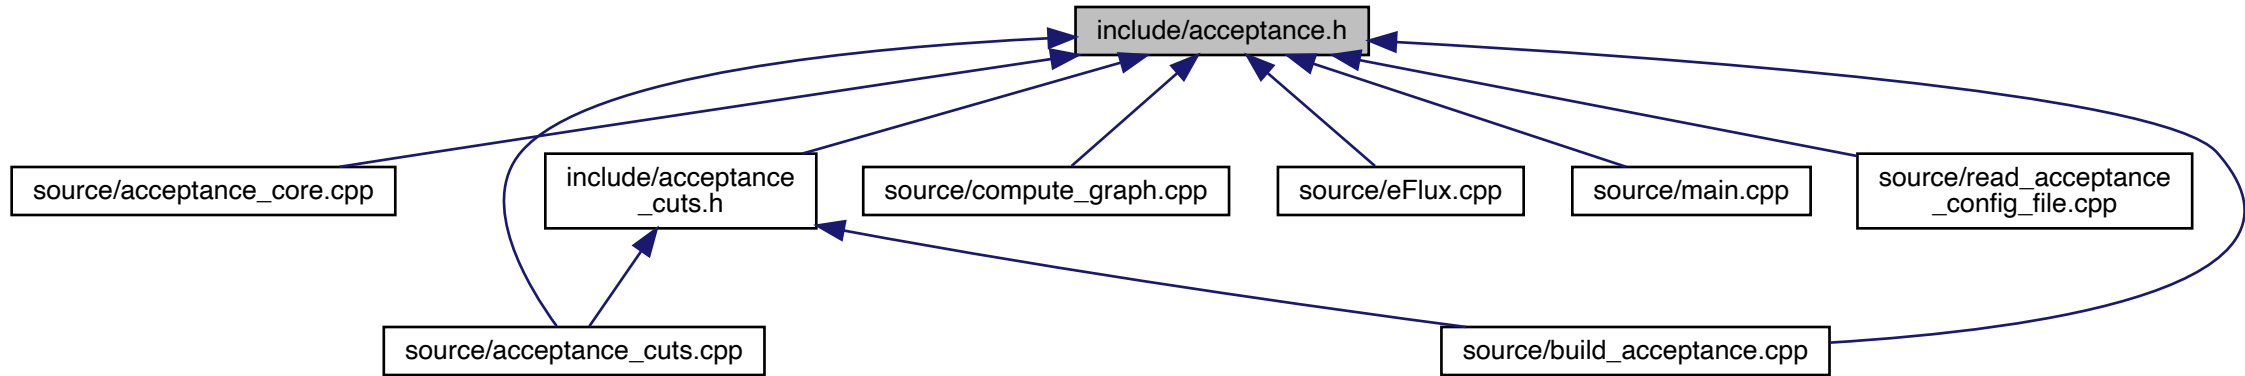 include/acceptance.h
source/acceptance_core.cpp
include/acceptance
_cuts.h
source/compute_graph.cpp
source/eFlux.cpp
source/main.cpp
source/read_acceptance
_config_file.cpp
source/acceptance_cuts.cpp
source/build_acceptance.cpp